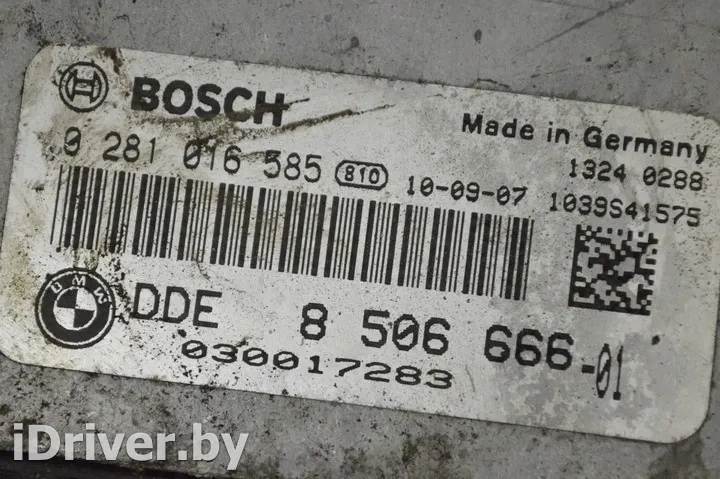 BOSCH
Made in Germany
0 281 016 585 810 10-09-07
1324 0288
1039S41575
BMW
DDE 8 506 666-01
030017283
iDriver.by